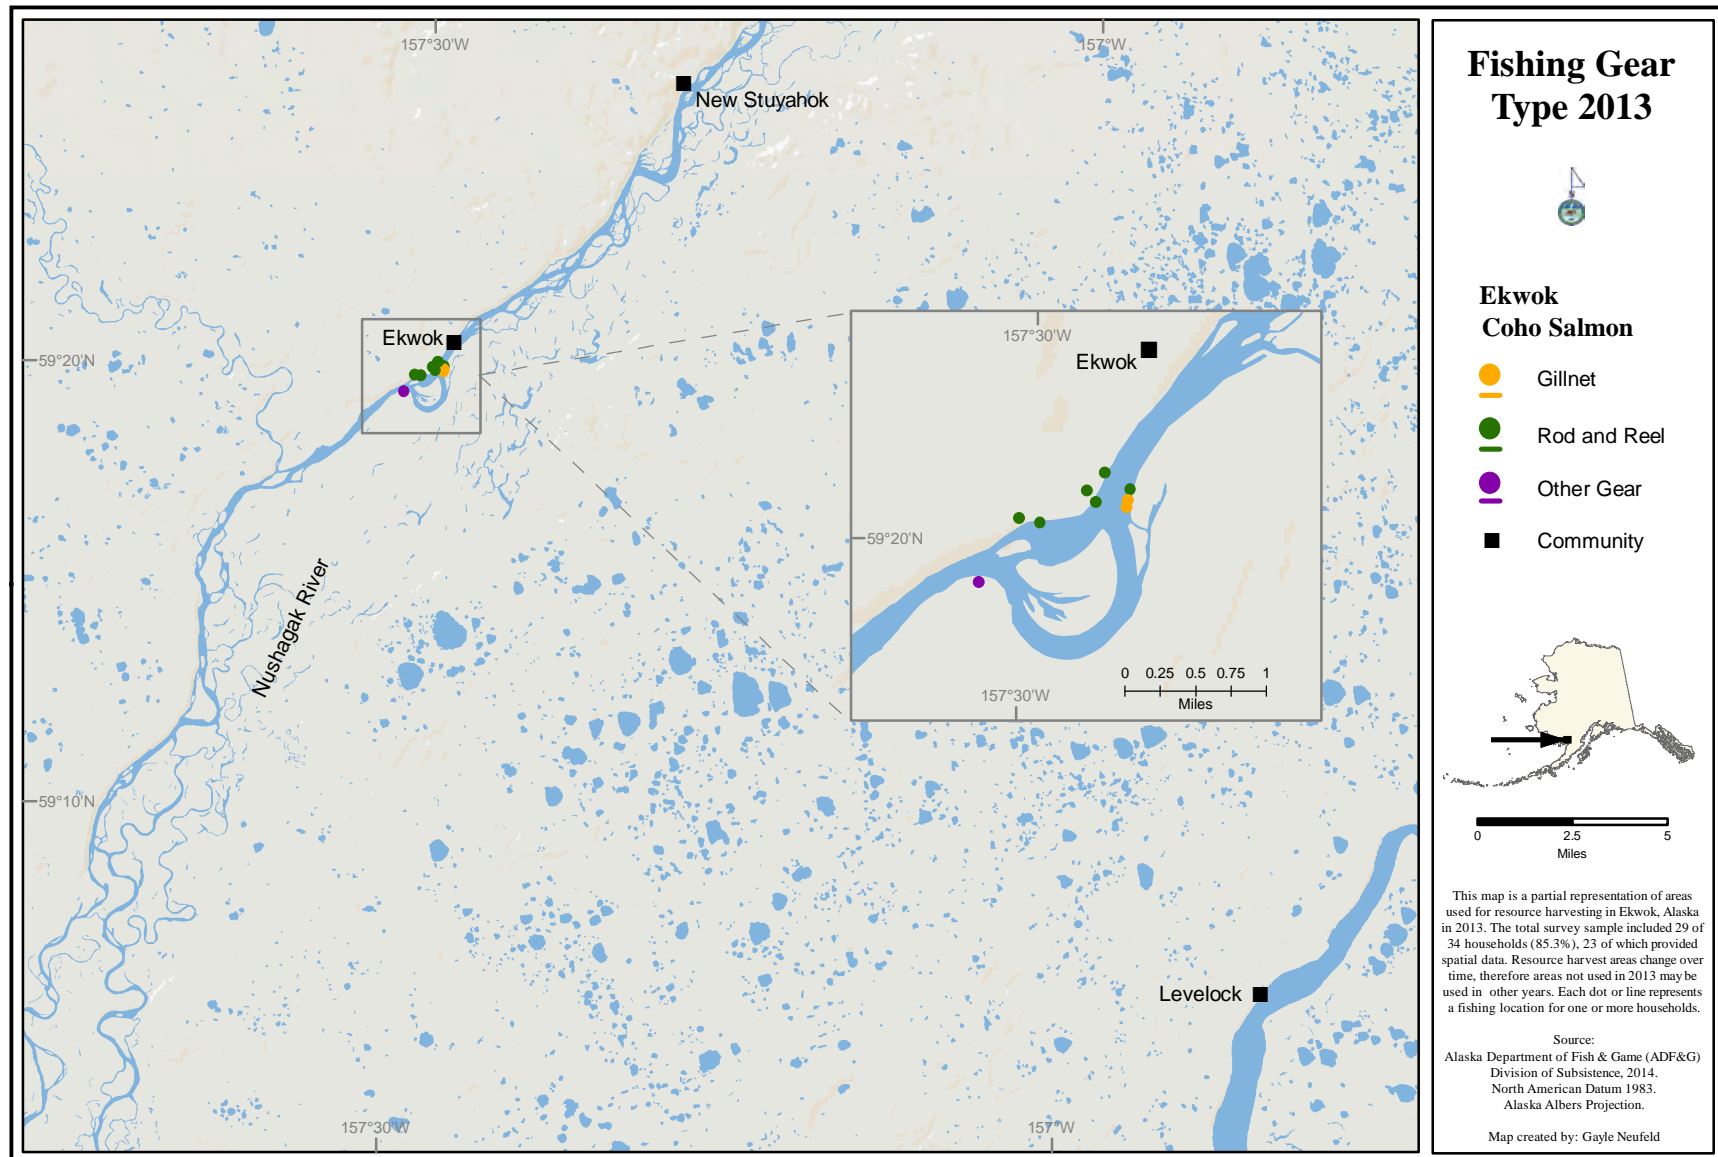 157°30'W
157°W
New Stuyahok
Ekwok
59°20'N
157°30'W
Ekwok
59°20'N
0 0.25 0.5 0.75 1
Miles
157°30'W
Nushagak River
59°10'N
Levelock
157°30'W
157°W
Fishing Gear
Type 2013
Ekwok
Coho Salmon
Gillnet
Rod and Reel
Other Gear
Community
0 2.5 5
Miles
This map is a partial representation of areas
used for resource harvesting in Ekwok, Alaska
in 2013. The total survey sample included 29 of
34 households (85.3%), 23 of which provided
spatial data. Resource harvest areas change over
time, therefore areas not used in 2013 may be
used in other years. Each dot or line represents
a fishing location for one or more households.
Source:
Alaska Department of Fish & Game (ADF&G)
Division of Subsistence, 2014.
North American Datum 1983.
Alaska Albers Projection.
Map created by: Gayle Neufeld